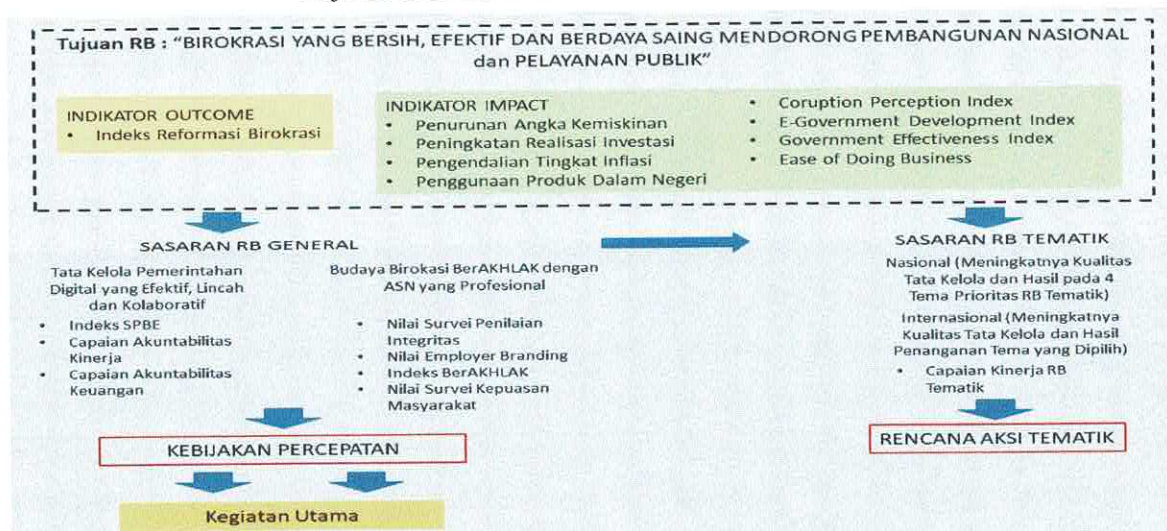 Tujuan RB : "BIROKRASI YANG BERSIH, EFEKTIF DAN BERDAYA SAING MENDORONG PEMBANGUNAN NASIONAL
dan PELAYANAN PUBLIK"
INDIKATOR OUTCOME
• Indeks Reformasi Birokrasi
INDIKATOR IMPACT
• Penurunan Angka Kemiskinan
• Peningkatan Realisasi Investasi
• Pengendalian Tingkat Inflasi
• Penggunaan Produk Dalam Negeri
• Coruption Perception Index
• E-Government Development Index
• Government Effectiveness Index
• Ease of Doing Business
SASARAN RB GENERAL
Tata Kelola Pemerintahan
Digital yang Efektif, Lincah
dan Kolaboratif
• Indeks SPBE
• Capaian Akuntabilitas
Kinerja
• Capaian Akuntabilitas
Keuangan
Budaya Birokasi BerAKHLAK dengan
ASN yang Profesional
• Nilai Survei Penilaian
Integritas
• Nilai Employer Branding
• Indeks BerAKHLAK
• Nilai Survei Kepuasan
Masyarakat
SASARAN RB TEMATIK
Nasional (Meningkatnya Kualitas
Tata Kelola dan Hasil pada 4
Tema Prioritas RB Tematik)
Internasional (Meningkatnya
Kualitas Tata Kelola dan Hasil
Penanganan Tema yang Dipilih)
• Capaian Kinerja RB
Tematik
KEBIJAKAN PERCEPATAN
RENCANA AKSI TEMATIK
Kegiatan Utama